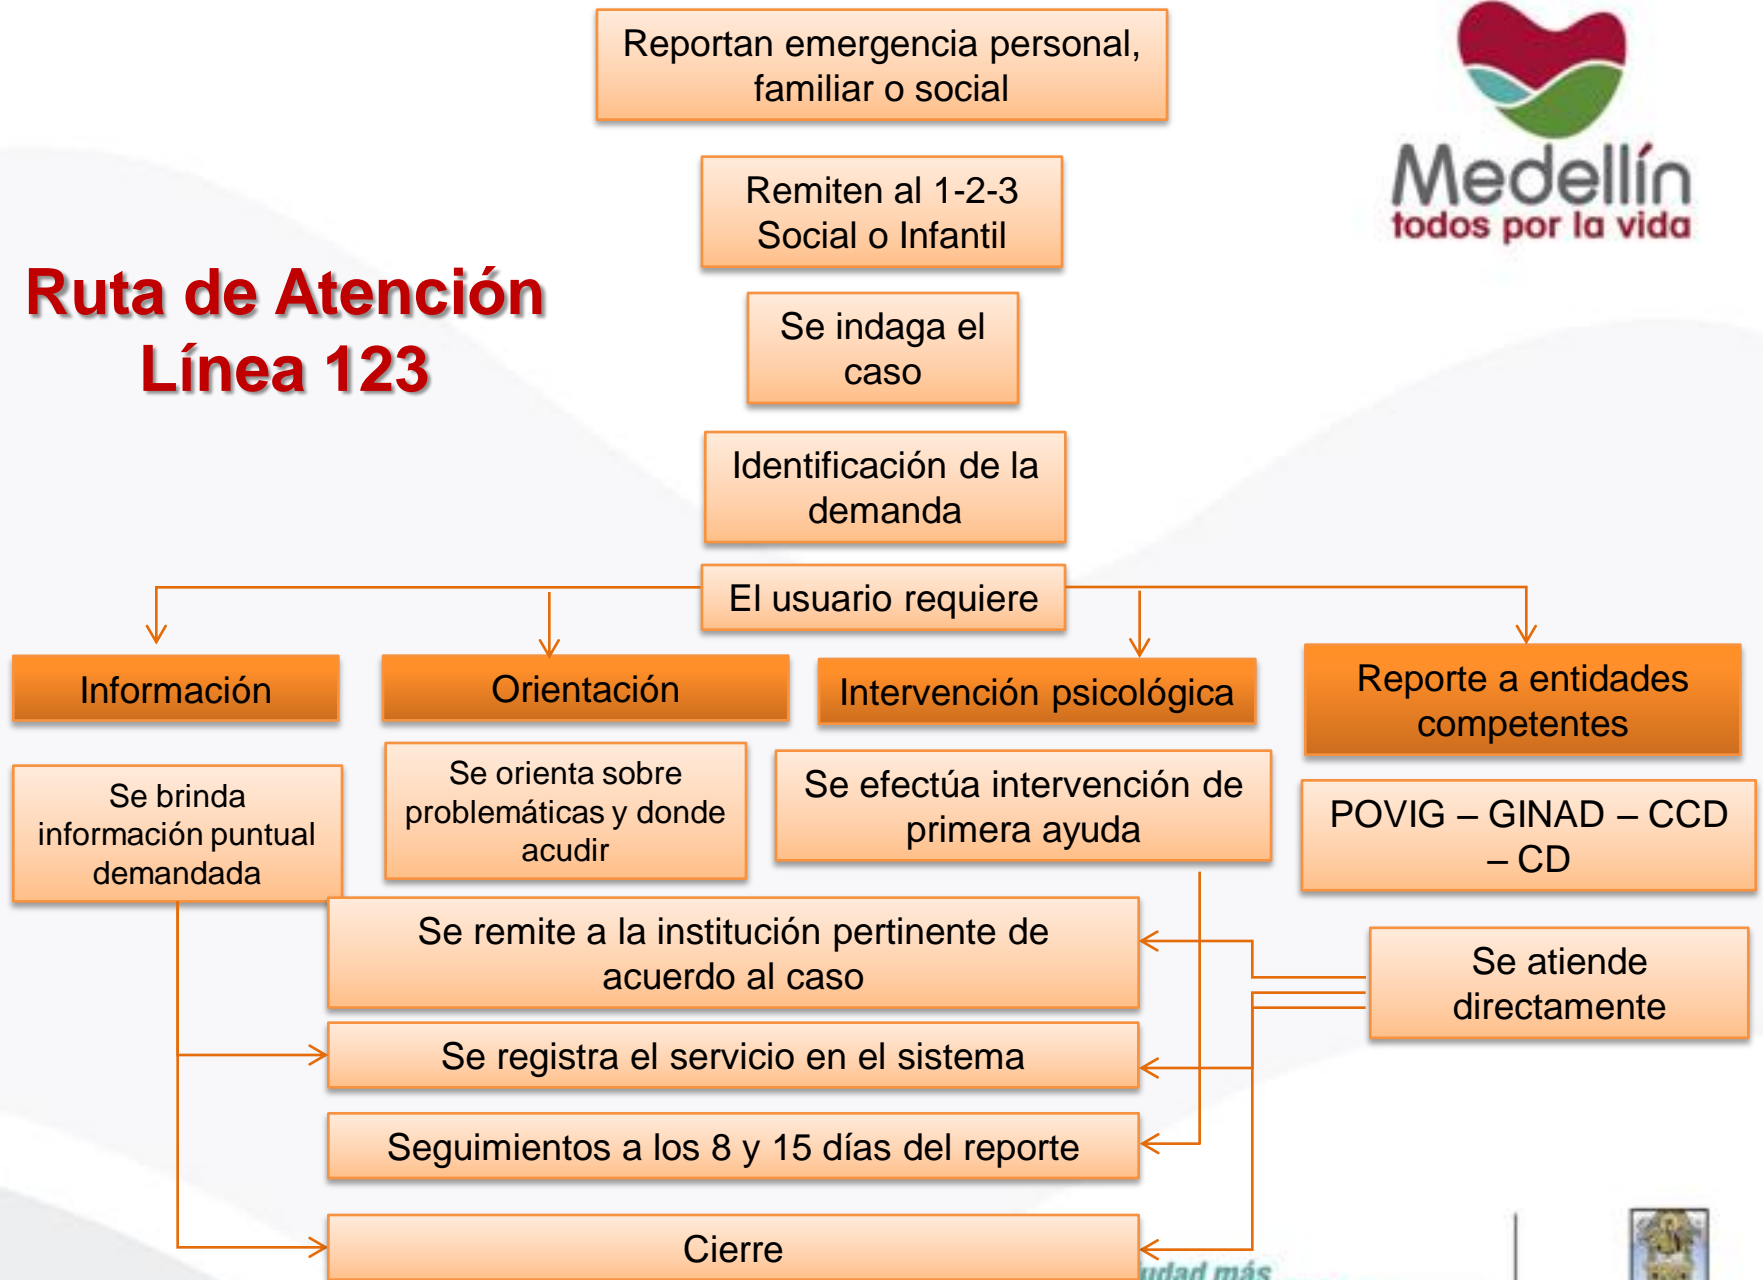 Reportan emergencia personal,
familiar o social
Medellín
todos por la vida
Remiten al 1-2-3
Social o Infantil
Ruta de Atención
Línea 123
Se indaga el
caso
Identificación de la
demanda
El usuario requiere
Información
Orientación
Intervención psicológica
Reporte a entidades
competentes
Se brinda
información puntual
demandada
Se orienta sobre
problemáticas y donde
acudir
Se efectúa intervención de
primera ayuda
POVIG – GINAD – CCD
– CD
Se remite a la institución pertinente de
acuerdo al caso
Se atiende
directamente
Se registra el servicio en el sistema
Seguimientos a los 8 y 15 días del reporte
Cierre
más